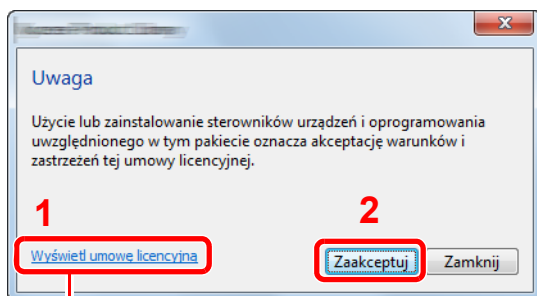 Uwaga
Użycie lub zainstalowanie sterowników urządzeń i oprogramowania
uwzględnionego w tym pakiecie oznacza akceptację warunków i
zastrzeżeń tej umowy licencyjnej.
1
2
Wyświetl umowę licencyjną
Zaakceptuj Zamknij